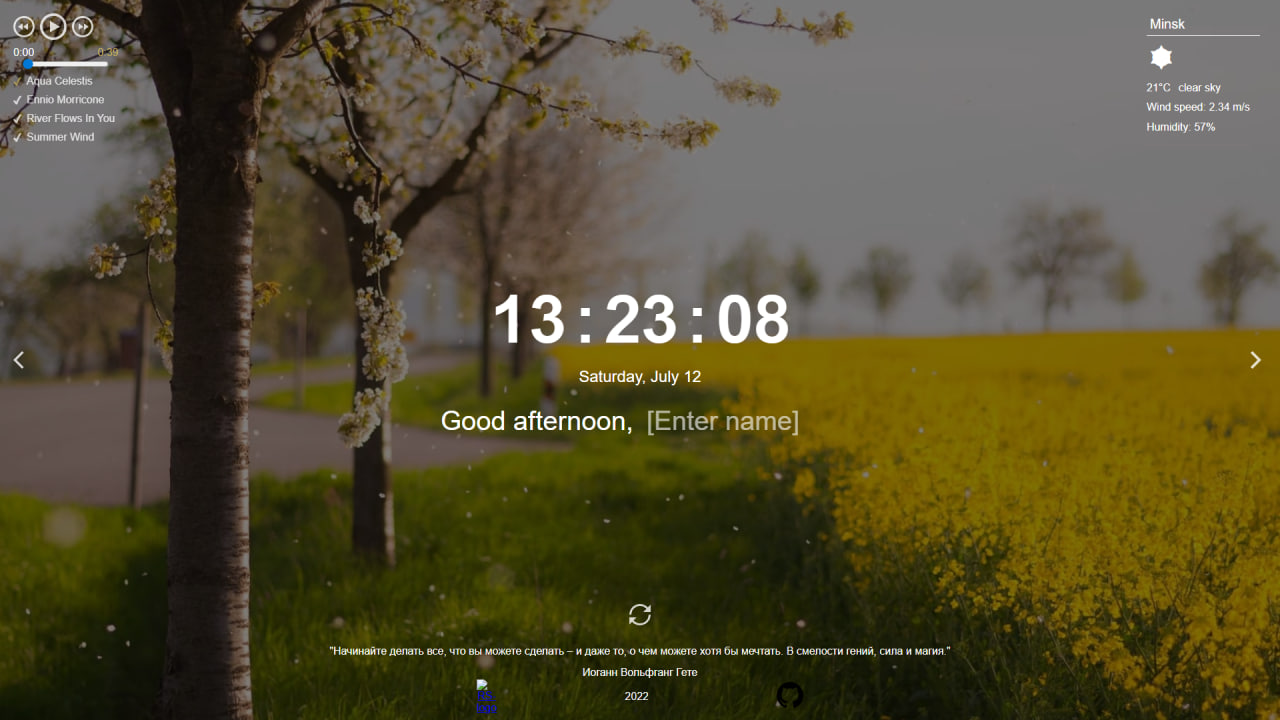 0:00 0:39
Aqua Celestis
Ennio Morricone
River Flows In You
Summer Wind
Minsk
21°C clear sky
Wind speed: 2.34 m/s
Humidity: 57%
13:23:08
Saturday, July 12
Good afternoon, [Enter name]
"Начинайте делать все, что вы можете сделать – и даже то, о чем можете хотя бы мечтать. В смелости гений, сила и магия."
Иоганн Вольфганг Гете
2022